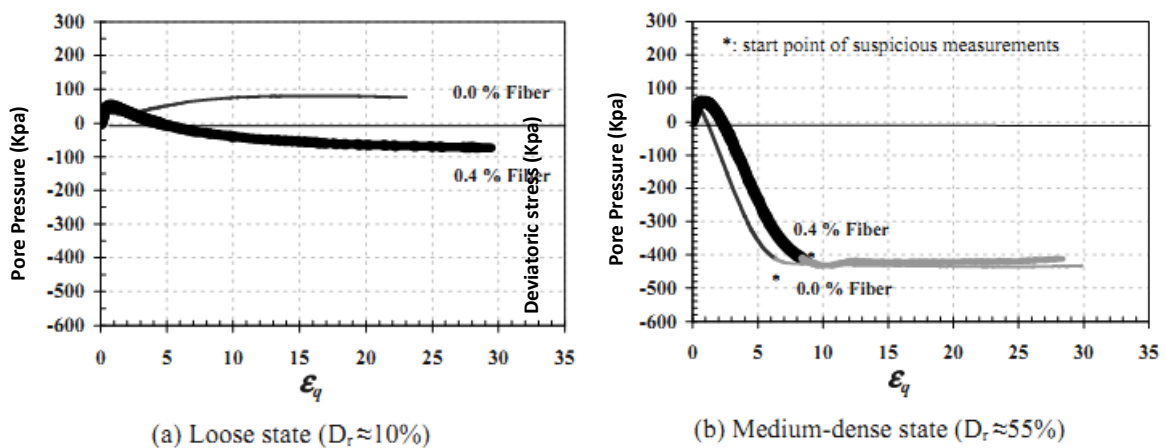 300
200
100
0
-100
-200
-300
-400
-500
-600
Pore Pressure (Kpa)
0.0 % Fiber
0.4 % Fiber
0 5 10 15 20 25 30 35
εq
(a) Loose state (Dr ≈10%)
Deviatoric stress (Kpa)
300
200
100
0
-100
-200
-300
-400
-500
-600
Pore Pressure (Kpa)
*: start point of suspicious measurements
0.4 % Fiber
*
*
0.0 % Fiber
0 5 10 15 20 25 30 35
εq
(b) Medium-dense state (Dr ≈55%)